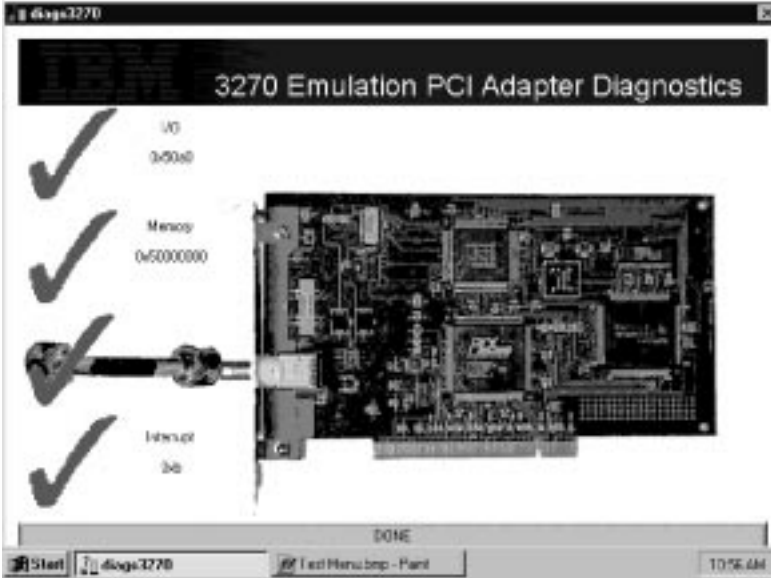 diags3270
IBM
3270 Emulation PCI Adapter Diagnostics
I/O
0x50a0
Memory
0x50000000
Interrupt
0xb
DONE
Start
diags3270
Test Menu.bmp - Paint
10:56 AM